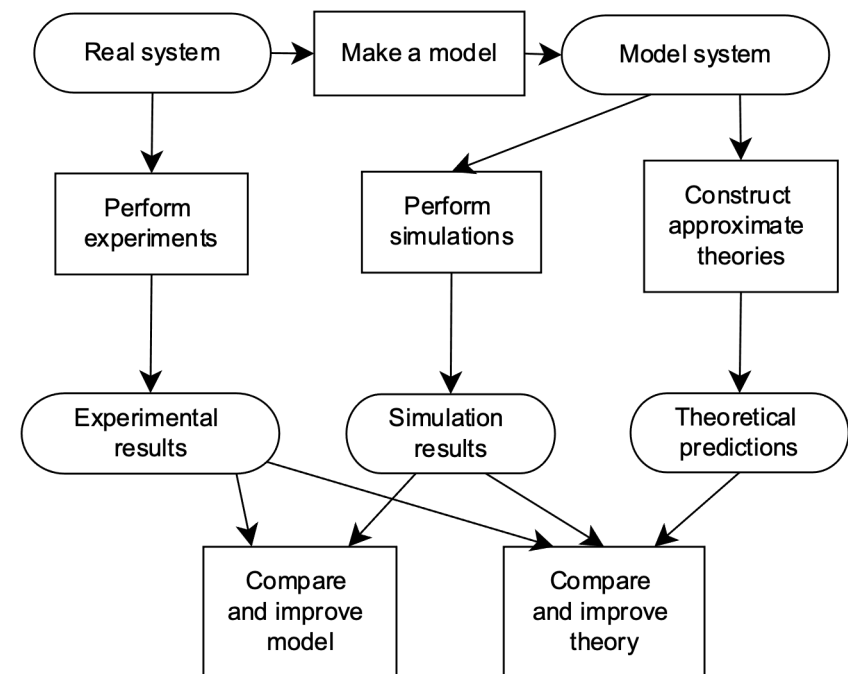 Real system
Make a model
Model system
Perform
experiments
Perform
simulations
Construct
approximate
theories
Experimental
results
Simulation
results
Theoretical
predictions
Compare
and improve
model
Compare
and improve
theory